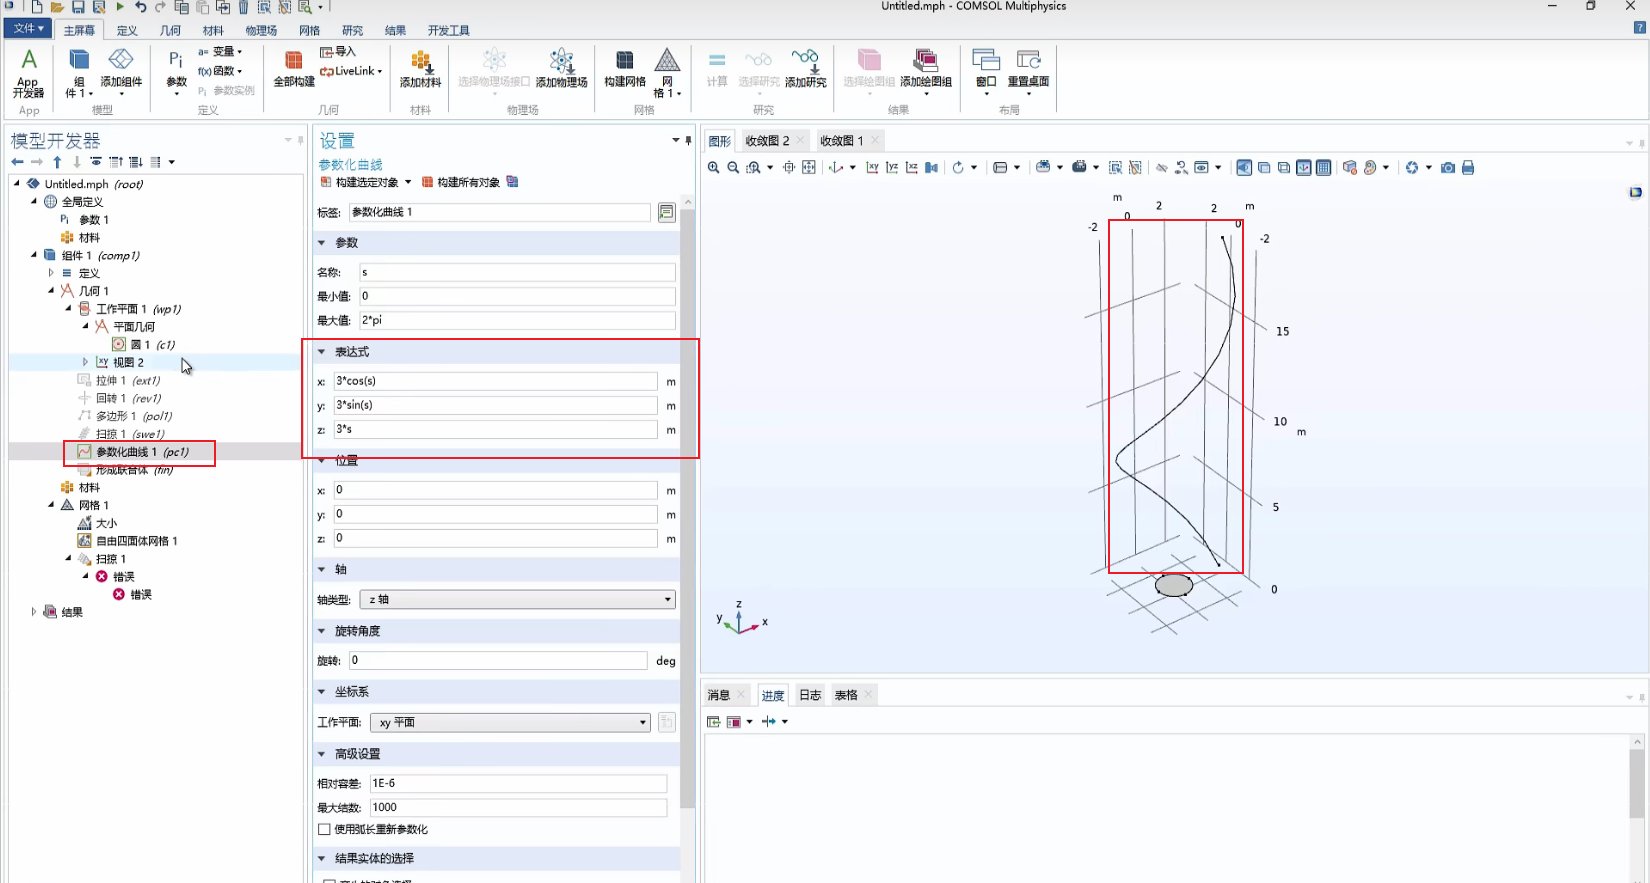 Untitled.mph - COMSOL Multiphysics
文件 主屏幕 定义 几何 材料 物理场 网格 研究 结果 开发工具
App 开发器
组件 1
添加组件
Pi 参数
a= 变量
f(x) 函数
Pi 参数实例
全部构建
导入
LiveLink
添加材料
选择物理场接口
添加物理场
构建网格
网格 1
计算
选择研究
添加研究
选择绘图组
添加绘图组
窗口
重置桌面
App 模型 定义 几何 材料 物理场 网格 研究 结果 布局
模型开发器
Untitled.mph (root)
全局定义
Pi 参数 1
材料
组件 1 (comp1)
定义
几何 1
工作平面 1 (wp1)
平面几何
圆 1 (c1)
xy 视图 2
拉伸 1 (ext1)
回转 1 (rev1)
多边形 1 (pol1)
扫掠 1 (swe1)
参数化曲线 1 (pc1)
形成联合体 (fin)
材料
网格 1
大小
自由四面体网格 1
扫掠 1
错误
错误
结果
设置
参数化曲线
构建选定对象 构建所有对象
标签: 参数化曲线 1
参数
名称: s
最小值: 0
最大值: 2*pi
表达式
x: 3*cos(s) m
y: 3*sin(s) m
z: 3*s m
位置
x: 0 m
y: 0 m
z: 0 m
轴
轴类型: z 轴
旋转角度
旋转: 0 deg
坐标系
工作平面: xy 平面
高级设置
相对容差: 1E-6
最大结数: 1000
使用弧长重新参数化
结果实体的选择
图形 收敛图 2 收敛图 1
m
2 2 m
-2 0 0 -2
15
10 m
5
0
z
y x
消息 进度 日志 表格